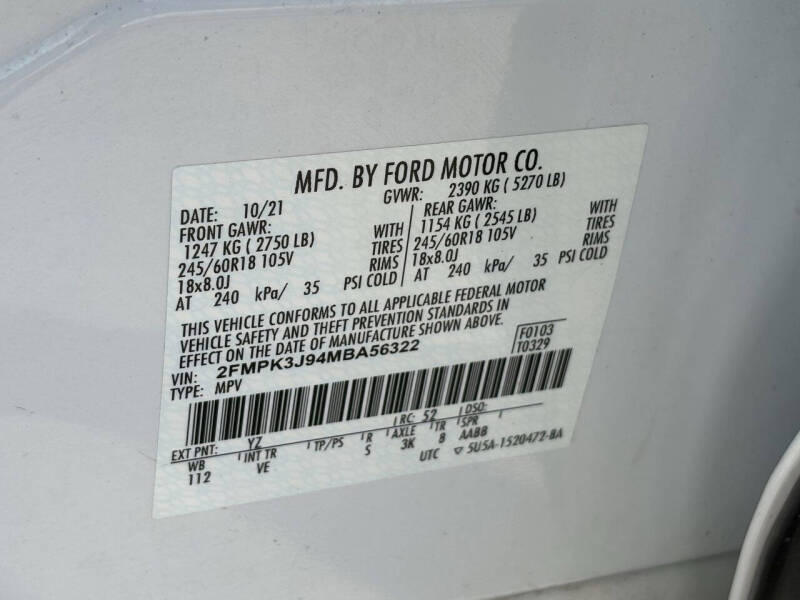 MFD. BY FORD MOTOR CO.
DATE: 10/21 GVWR: 2390 KG ( 5270 LB)
FRONT GAWR: REAR GAWR:
1247 KG ( 2750 LB) WITH 1154 KG ( 2545 LB) WITH
245/60R18 105V TIRES 245/60R18 105V TIRES
18x8.0J RIMS 18x8.0J RIMS
AT 240 kPa/ 35 PSI COLD AT 240 kPa/ 35 PSI COLD
THIS VEHICLE CONFORMS TO ALL APPLICABLE FEDERAL MOTOR
VEHICLE SAFETY AND THEFT PREVENTION STANDARDS IN
EFFECT ON THE DATE OF MANUFACTURE SHOWN ABOVE.
VIN: 2FMPK3J94MBA56322 F0103
TYPE: MPV T0329
EXT PNT: YZ RC: 52 DSO:
WB INT TR TP/PS R AXLE TR SPR
112 VE S 3K 8 AABB
UTC ▽ 5U5A-1520472-BA